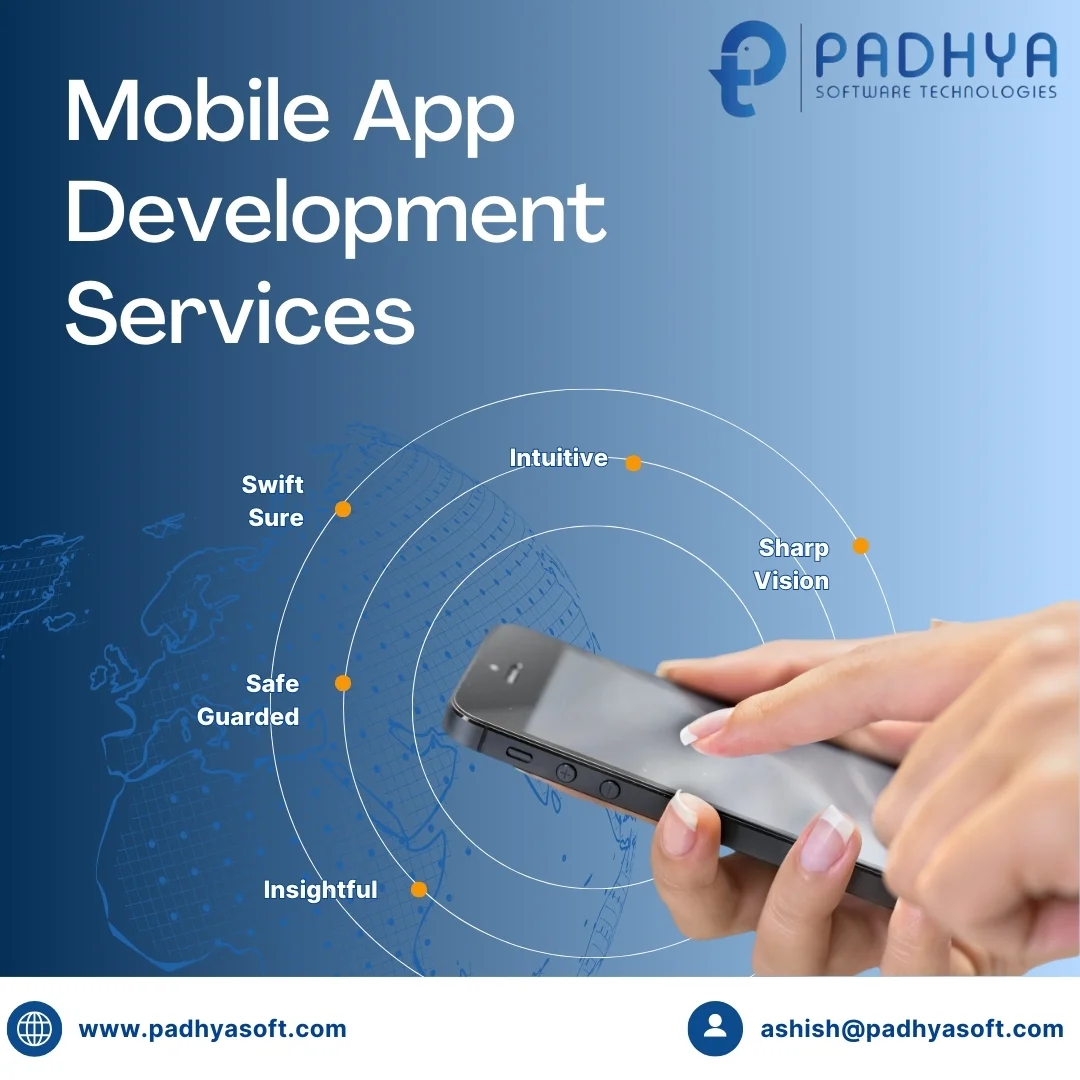 PADHYA
SOFTWARE TECHNOLOGIES
Mobile App
Development
Services
Intuitive
Swift
Sure
Sharp
Vision
Safe
Guarded
Insightful
www.padhyasoft.com
ashish@padhyasoft.com